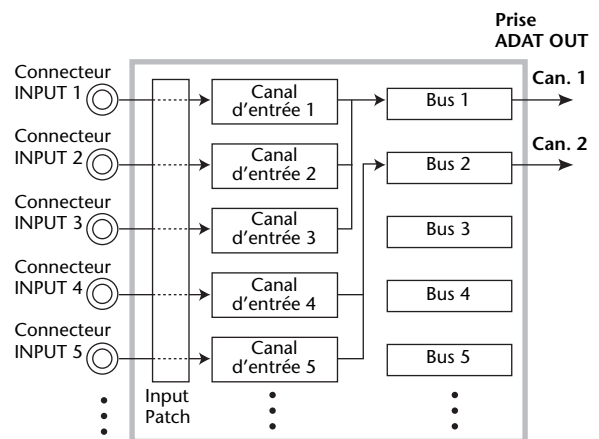 Prise
ADAT OUT
Connecteur
INPUT 1
Canal
d'entrée 1
Bus 1
Can. 1
Connecteur
INPUT 2
Canal
d'entrée 2
Bus 2
Can. 2
Connecteur
INPUT 3
Canal
d'entrée 3
Bus 3
Connecteur
INPUT 4
Canal
d'entrée 4
Bus 4
Connecteur
INPUT 5
Canal
d'entrée 5
Bus 5
Input
Patch